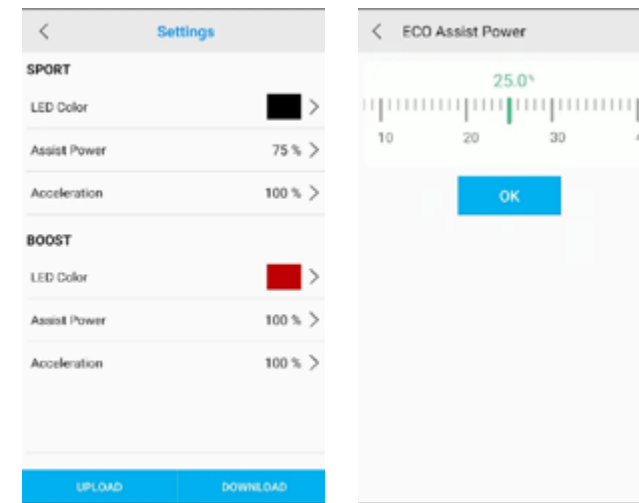 Settings
SPORT
LED Color
Assist Power 75 %
Acceleration 100 %
BOOST
LED Color
Assist Power 100 %
Acceleration 100 %
UPLOAD DOWNLOAD
ECO Assist Power
25.0%
10 20 30
OK